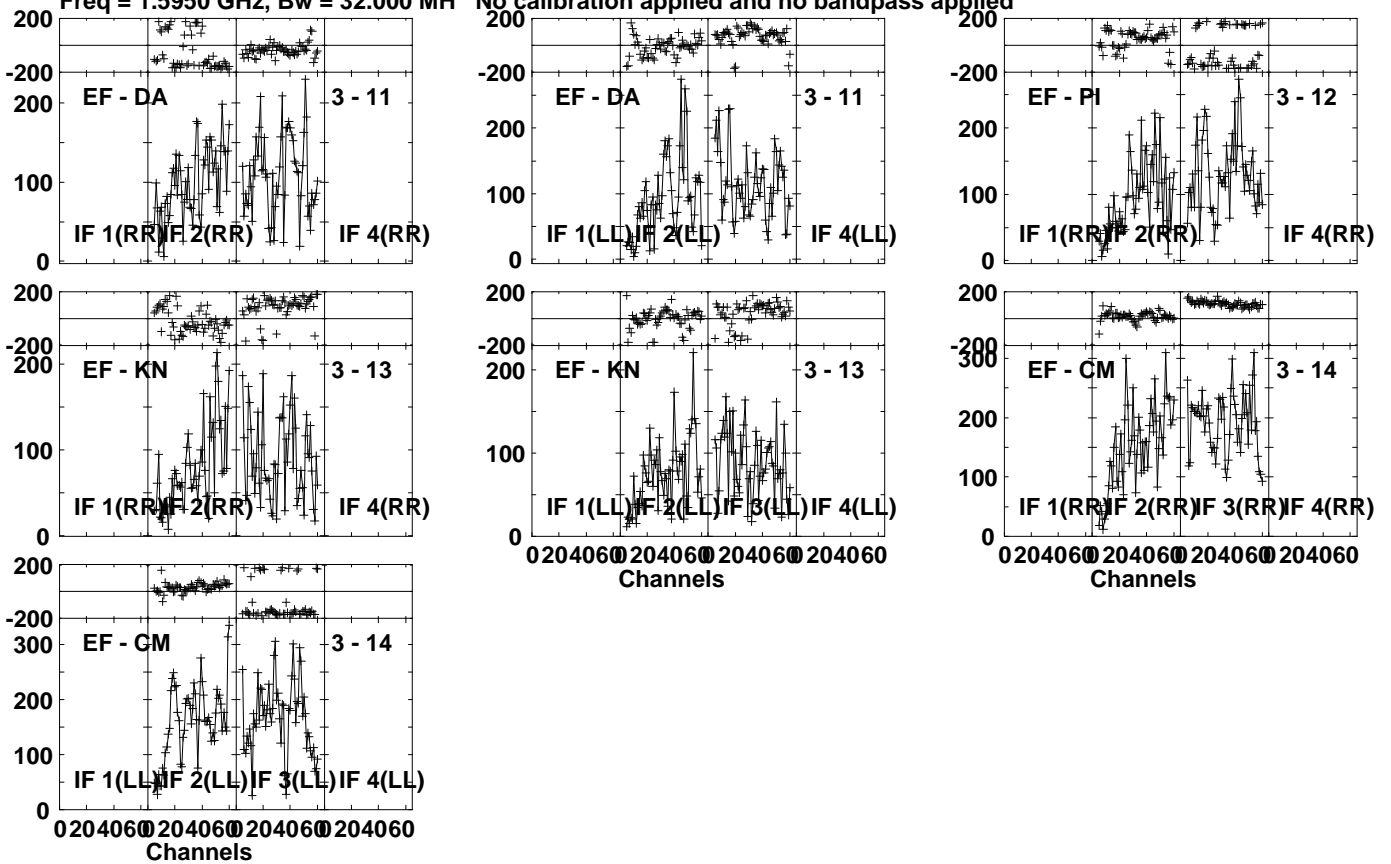 Freq = 1.5950 GHz, Bw = 32.000 MH No calibration applied and no bandpass applied
-200
200
100
0
EF - DA
3 - 11
IF 1(RR)
IF 2(RR)
IF 4(RR)
200
-200
200
100
0
EF - DA
3 - 11
IF 1(LL)
IF 2(LL)
IF 4(LL)
200
-200
200
100
0
EF - PI
3 - 12
IF 1(RR)
IF 2(RR)
IF 4(RR)
200
-200
200
100
0
EF - KN
3 - 13
IF 1(RR)
IF 2(RR)
IF 4(RR)
200
-200
200
100
0
EF - KN
3 - 13
IF 1(LL)
IF 2(LL)
IF 3(LL)
IF 4(LL)
0 20 40 60 0 20 40 60 0 20 40 60 0 20 40 60
Channels
200
-200
300
200
100
0
EF - CM
3 - 14
IF 1(RR)
IF 2(RR)
IF 3(RR)
IF 4(RR)
0 20 40 60 0 20 40 60 0 20 40 60 0 20 40 60
Channels
200
-200
300
200
100
0
EF - CM
3 - 14
IF 1(LL)
IF 2(LL)
IF 3(LL)
IF 4(LL)
0 20 40 60 0 20 40 60 0 20 40 60 0 20 40 60
Channels